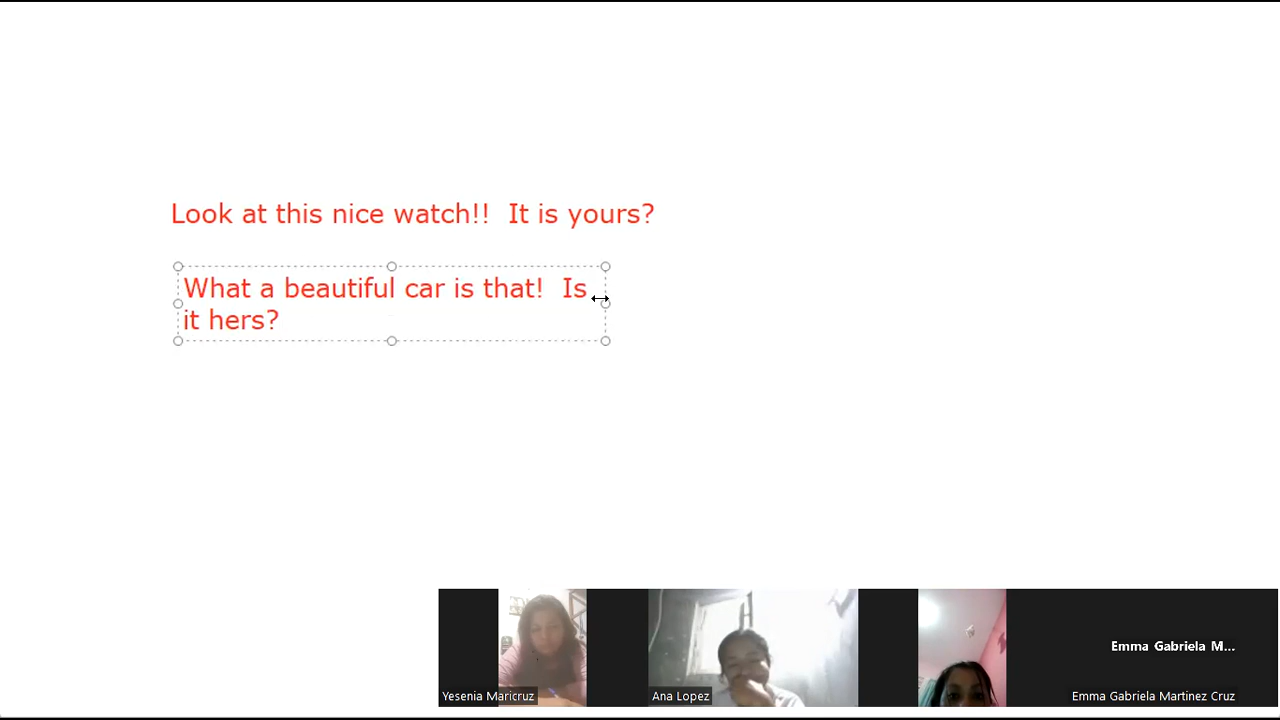 Look at this nice watch!!  It is yours?
What a beautiful car is that!  Is
it hers?
Emma Gabriela M...
Yesenia Maricruz
Ana Lopez
Emma Gabriela Martinez Cruz